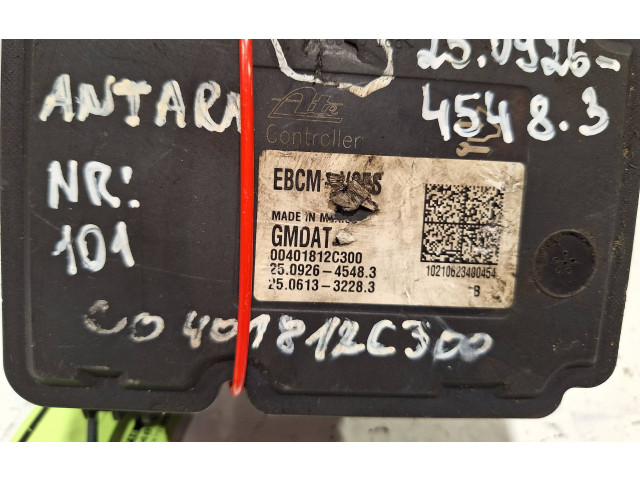 25.0926-
4548.3
ANTARA
NR:
101
Ate
Controller
EBCM
MADE IN
GMDAT
00401812C300
25.0926-4548.3
25.0613-3228.3
10210623400454
B
00401812C300